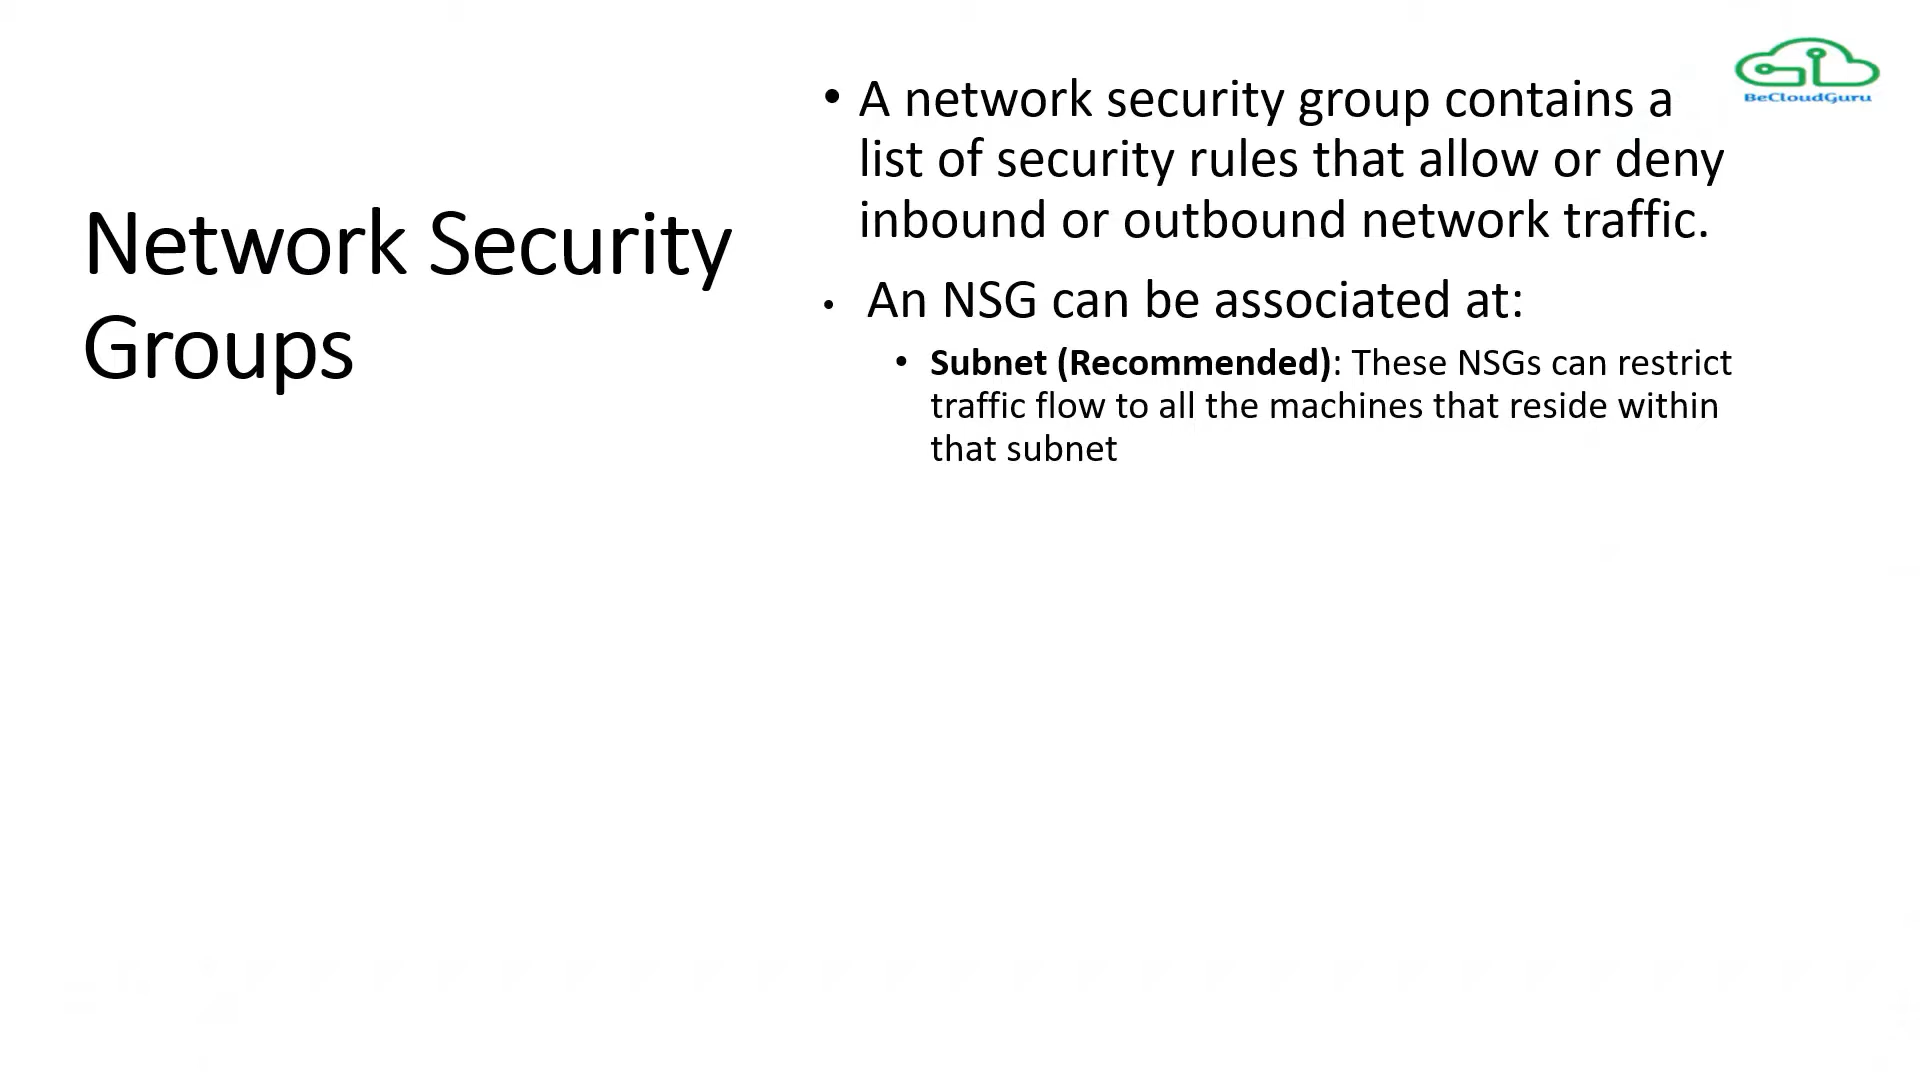 Network Security
Groups
• A network security group contains a
list of security rules that allow or deny
inbound or outbound network traffic.
• An NSG can be associated at:
• Subnet (Recommended): These NSGs can restrict
traffic flow to all the machines that reside within
that subnet
BeCloudGuru